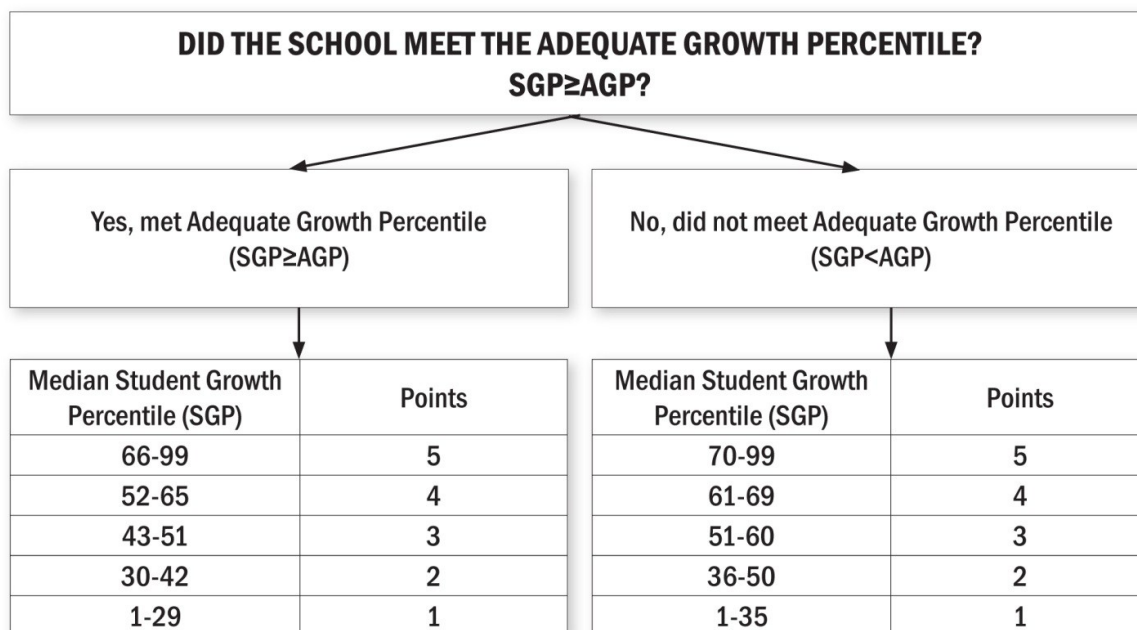 DID THE SCHOOL MEET THE ADEQUATE GROWTH PERCENTILE?
SGP≥AGP?
Yes, met Adequate Growth Percentile
(SGP≥AGP)
No, did not meet Adequate Growth Percentile
(SGP<AGP)
Median Student Growth
Percentile (SGP)
Points
66-99 5
52-65 4
43-51 3
30-42 2
1-29 1
Median Student Growth
Percentile (SGP)
Points
70-99 5
61-69 4
51-60 3
36-50 2
1-35 1